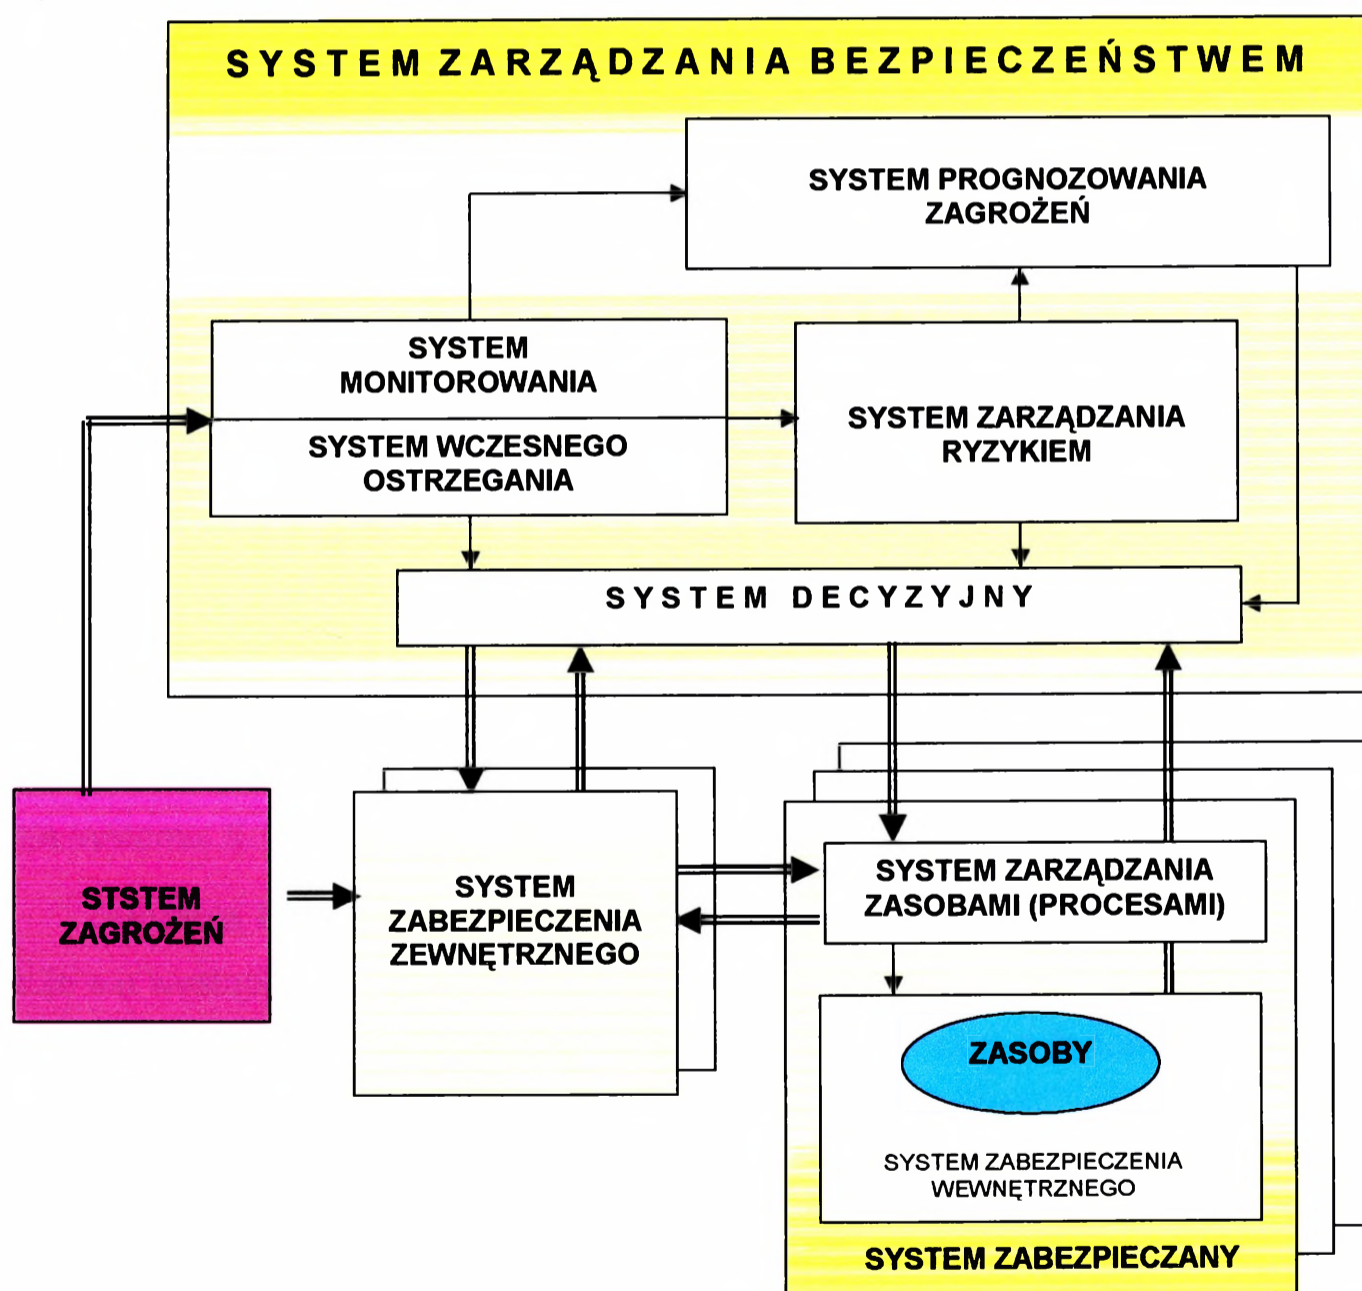 SYSTEM ZARZĄDZANIA BEZPIECZEŃSTWEM
SYSTEM PROGNOZOWANIA
ZAGROŻEŃ
SYSTEM
MONITOROWANIA
SYSTEM WCZESNEGO
OSTRZEGANIA
SYSTEM ZARZĄDZANIA
RYZYKIEM
SYSTEM DECYZYJNY
STSTEM
ZAGROŻEŃ
SYSTEM
ZABEZPIECZENIA
ZEWNĘTRZNEGO
SYSTEM ZARZĄDZANIA
ZASOBAMI (PROCESAMI)
ZASOBY
SYSTEM ZABEZPIECZENIA
WEWNĘTRZNEGO
SYSTEM ZABEZPIECZANY